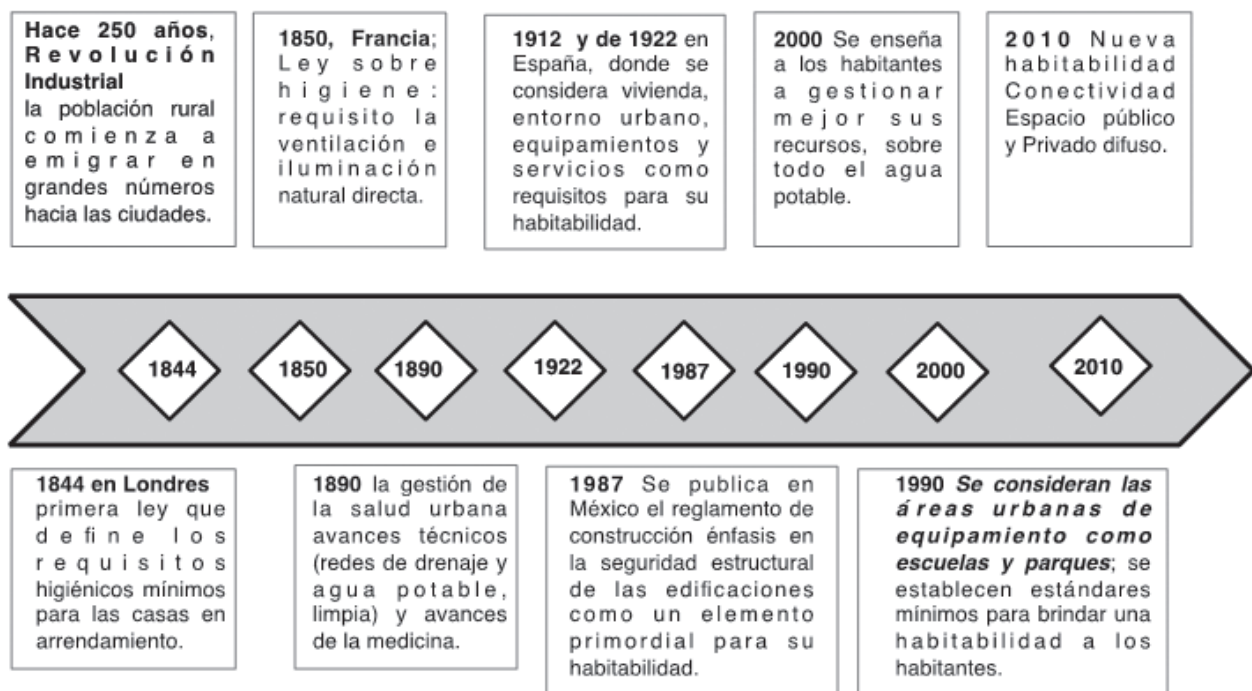 Hace 250 años,
Revolución
Industrial
la población rural
comienza a
emigrar en
grandes números
hacia las ciudades.
1850, Francia;
Ley sobre
higiene:
requisito la
ventilación e
iluminación
natural directa.
1912 y de 1922 en
España, donde se
considera vivienda,
entorno urbano,
equipamientos y
servicios como
requisitos para su
habitabilidad.
2000 Se enseña
a los habitantes
a gestionar
mejor sus
recursos, sobre
todo el agua
potable.
2010 Nueva
habitabilidad
Conectividad
Espacio público
y Privado difuso.
1844
1850
1890
1922
1987
1990
2000
2010
1844 en Londres
primera ley que
define los
requisitos
higiénicos mínimos
para las casas en
arrendamiento.
1890 la gestión de
la salud urbana
avances técnicos
(redes de drenaje y
agua potable,
limpia) y avances
de la medicina.
1987 Se publica en
México el reglamento de
construcción énfasis en
la seguridad estructural
de las edificaciones
como un elemento
primordial para su
habitabilidad.
1990 Se consideran las
áreas urbanas de
equipamiento como
escuelas y parques; se
establecen estándares
mínimos para brindar una
habitabilidad a los
habitantes.